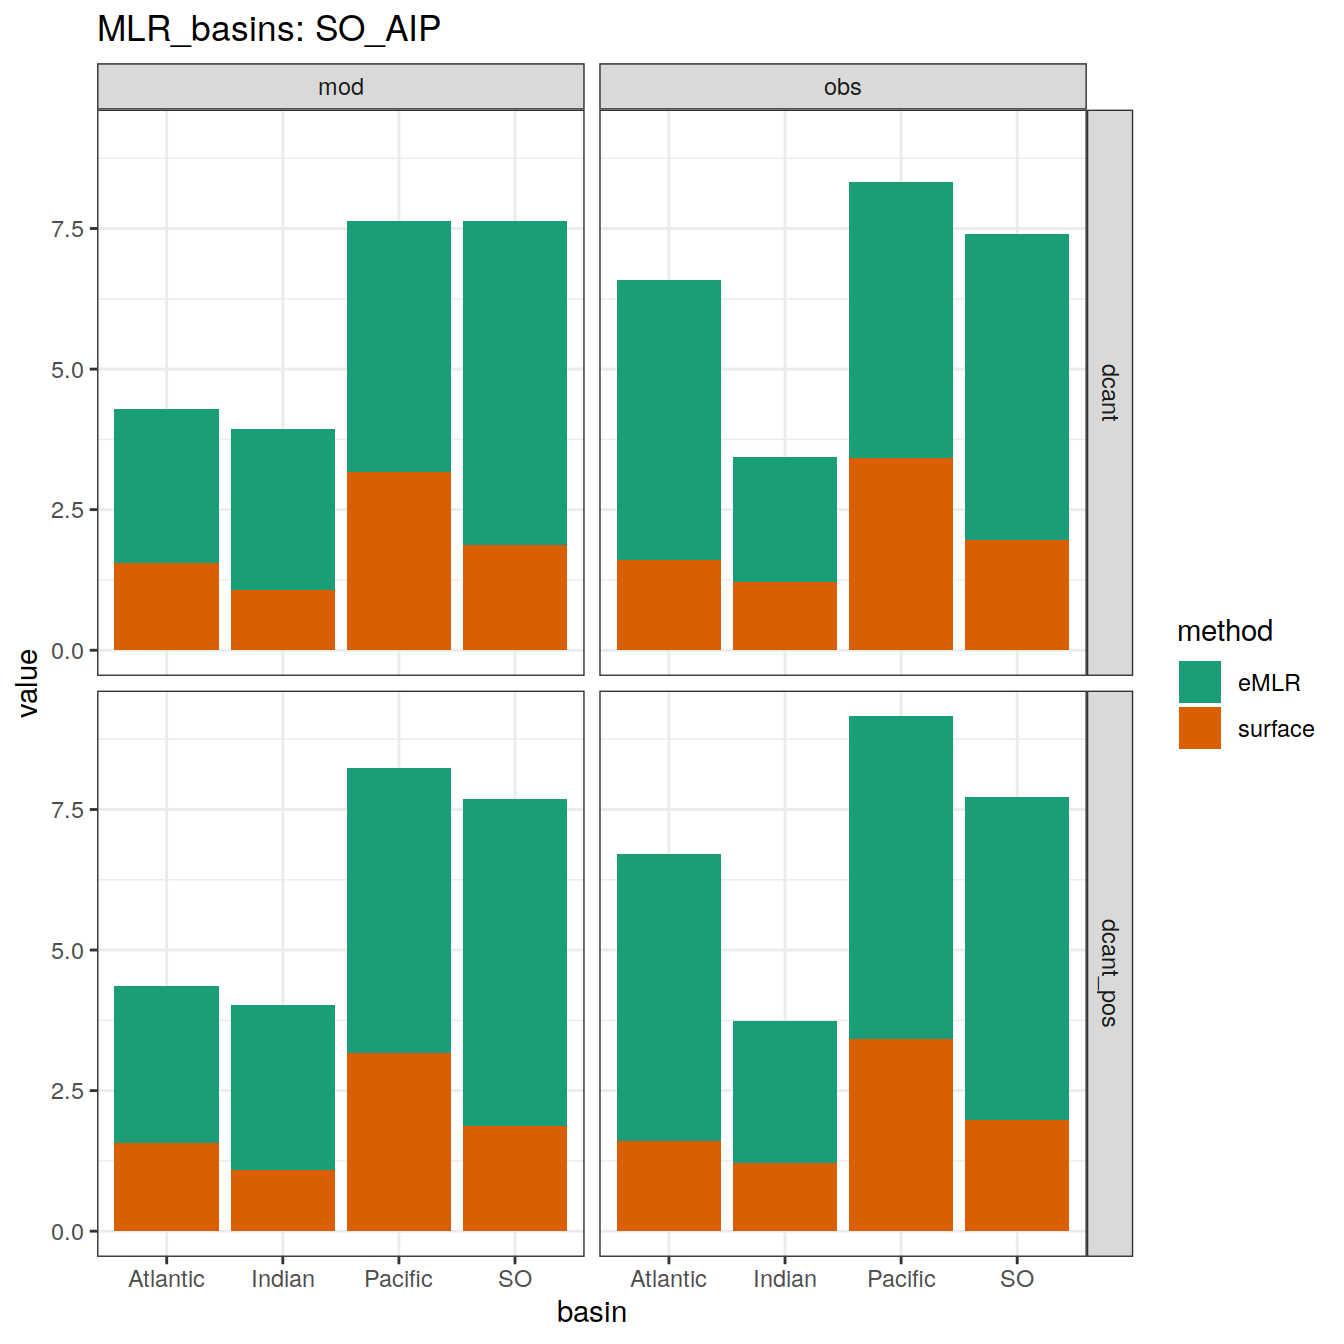 MLR_basins: SO_AIP
mod
obs
7.5
5.0
2.5
0.0
dcant
7.5
5.0
2.5
0.0
dcant_pos
value
Atlantic Indian Pacific SO
Atlantic Indian Pacific SO
basin
method
eMLR
surface